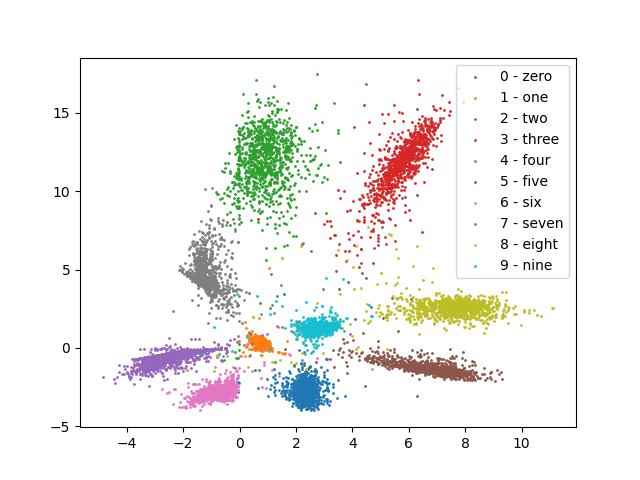 0 - zero
1 - one
2 - two
3 - three
4 - four
5 - five
6 - six
7 - seven
8 - eight
9 - nine
15
10
5
0
−5
−4
−2
0
2
4
6
8
10